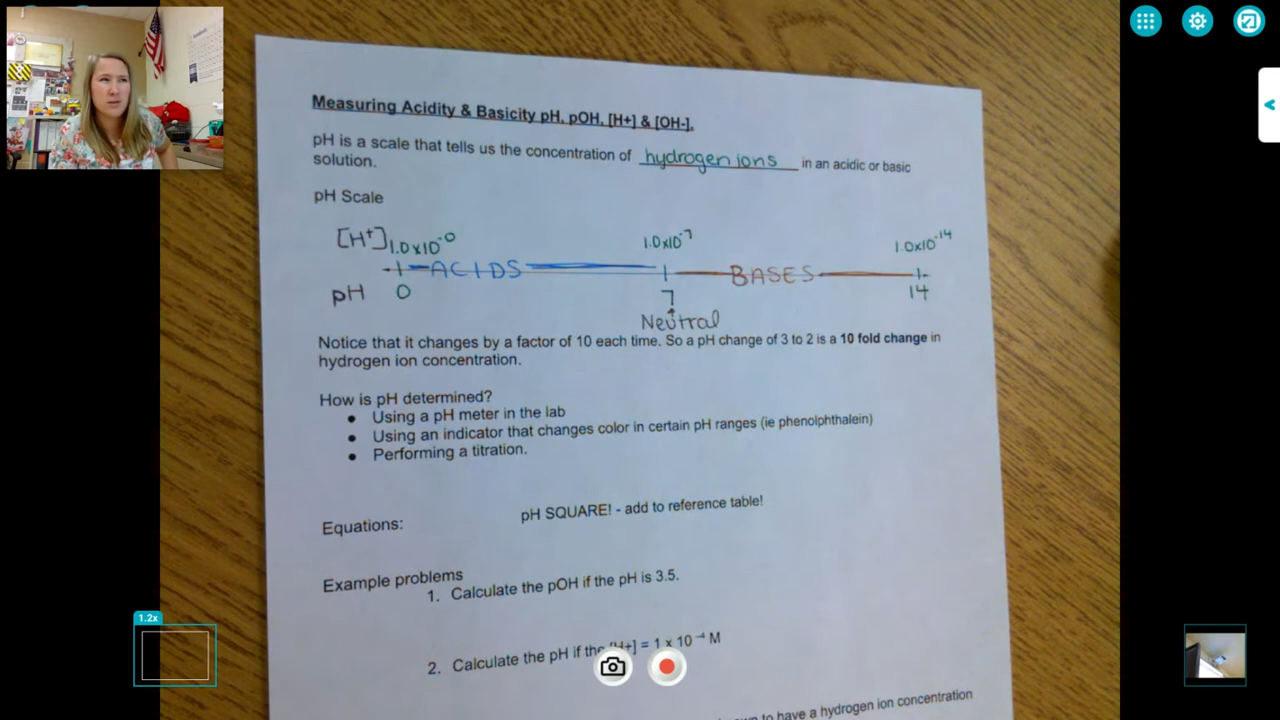 Measuring Acidity & Basicity pH, pOH, [H+] & [OH-].
pH is a scale that tells us the concentration of hydrogen ions in an acidic or basic
solution.
pH Scale
[H⁺] 1.0x10⁻⁰ 1.0x10⁻⁷ 1.0x10⁻¹⁴
ACIDS BASES
pH 0 7 14
Neutral
Notice that it changes by a factor of 10 each time. So a pH change of 3 to 2 is a 10 fold change in
hydrogen ion concentration.
How is pH determined?
• Using a pH meter in the lab
• Using an indicator that changes color in certain pH ranges (ie phenolphthalein)
• Performing a titration.
Equations: pH SQUARE! - add to reference table!
Example problems
1. Calculate the pOH if the pH is 3.5.
2. Calculate the pH if the [H+] = 1 x 10⁻⁴ M
to have a hydrogen ion concentration
1.2x